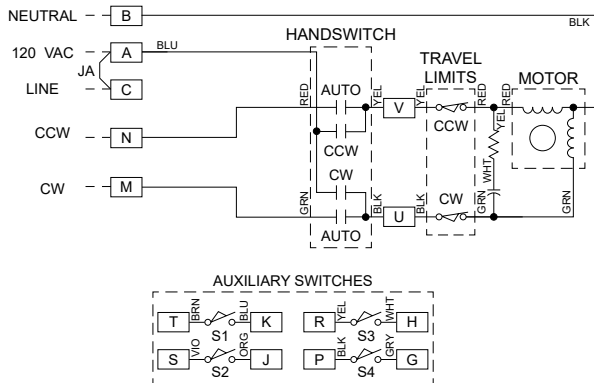 NEUTRAL B BLK
HANDSWITCH
120 VAC A BLU
TRAVEL LIMITS
MOTOR
JA
LINE C
RED AUTO YEL V YEL RED RED
CCW N
CCW CCW
YEL
WHT
CW
CW M
GRN AUTO BLK U BLK CW GRN GRN
AUXILIARY SWITCHES
T BRN S1 BLU K R YEL S3 WHT H
S VIO S2 ORG J P BLK S4 GRY G